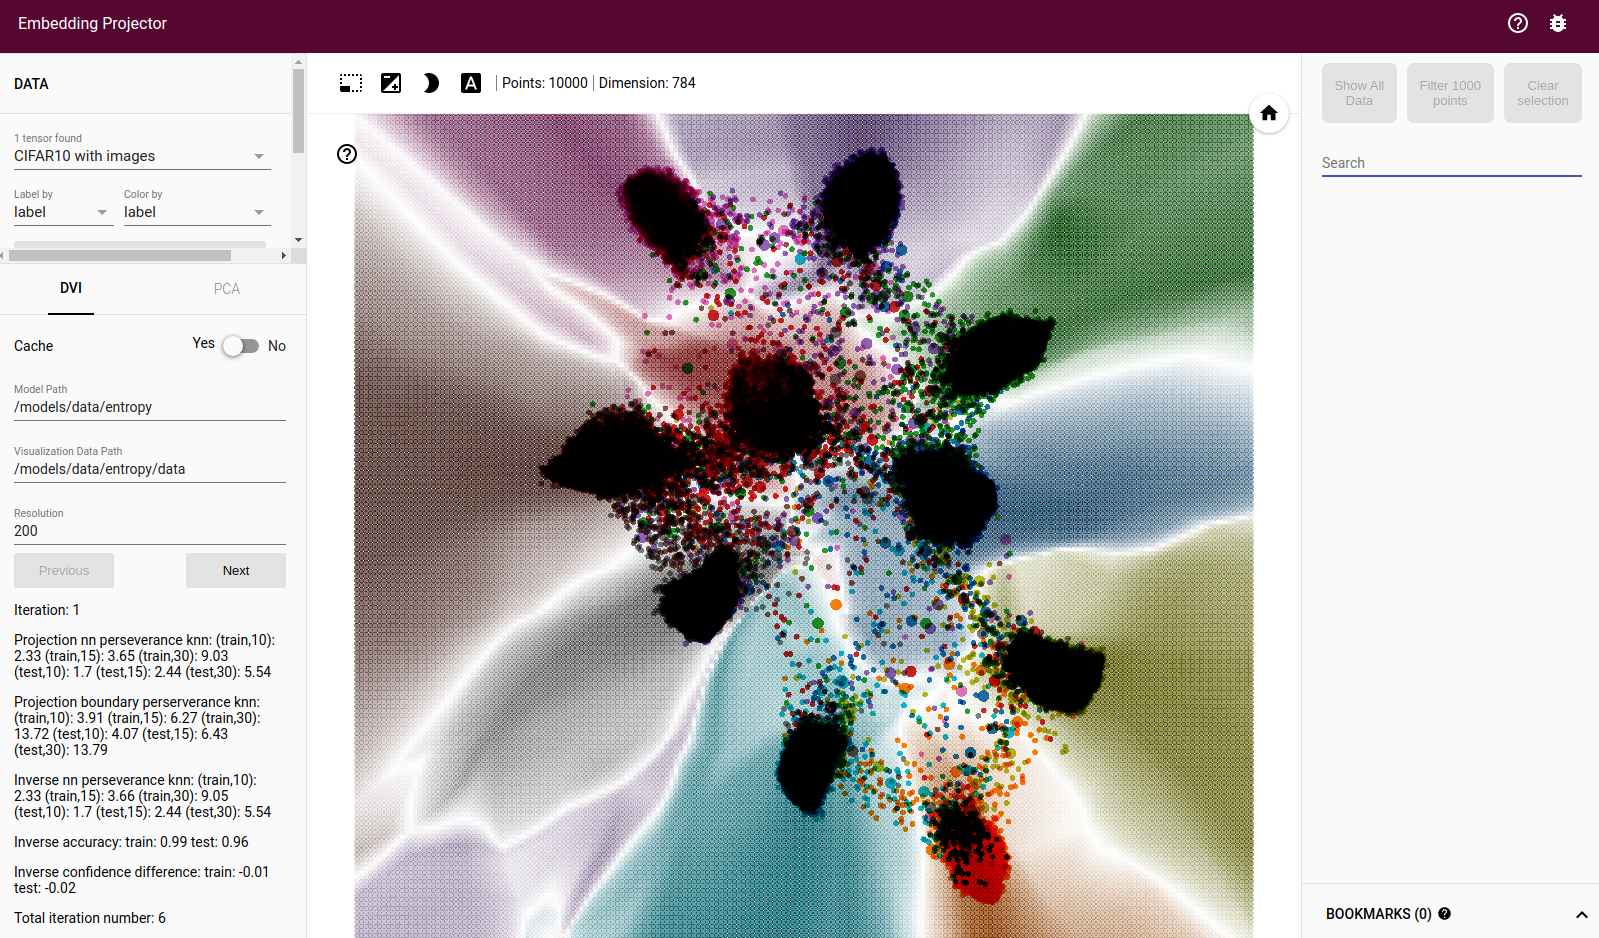 Embedding Projector
DATA
1 tensor found
CIFAR10 with images
Label by
Color by
label
label
DVI
PCA
Cache
Yes
No
Model Path
/models/data/entropy
Visualization Data Path
/models/data/entropy/data
Resolution
200
Previous
Next
Iteration: 1
Projection nn perseverance knn: (train,10):
2.33 (train,15): 3.65 (train,30): 9.03
(test,10): 1.7 (test,15): 2.44 (test,30): 5.54
Projection boundary perserverance knn:
(train,10): 3.91 (train,15): 6.27 (train,30):
13.72 (test,10): 4.07 (test,15): 6.43
(test,30): 13.79
Inverse nn perseverance knn: (train,10):
2.33 (train,15): 3.66 (train,30): 9.05
(test,10): 1.7 (test,15): 2.44 (test,30): 5.54
Inverse accuracy: train: 0.99 test: 0.96
Inverse confidence difference: train: -0.01
test: -0.02
Total iteration number: 6
A
Points: 10000
Dimension: 784
Show All
Data
Filter 1000
points
Clear
selection
Search
BOOKMARKS (0)